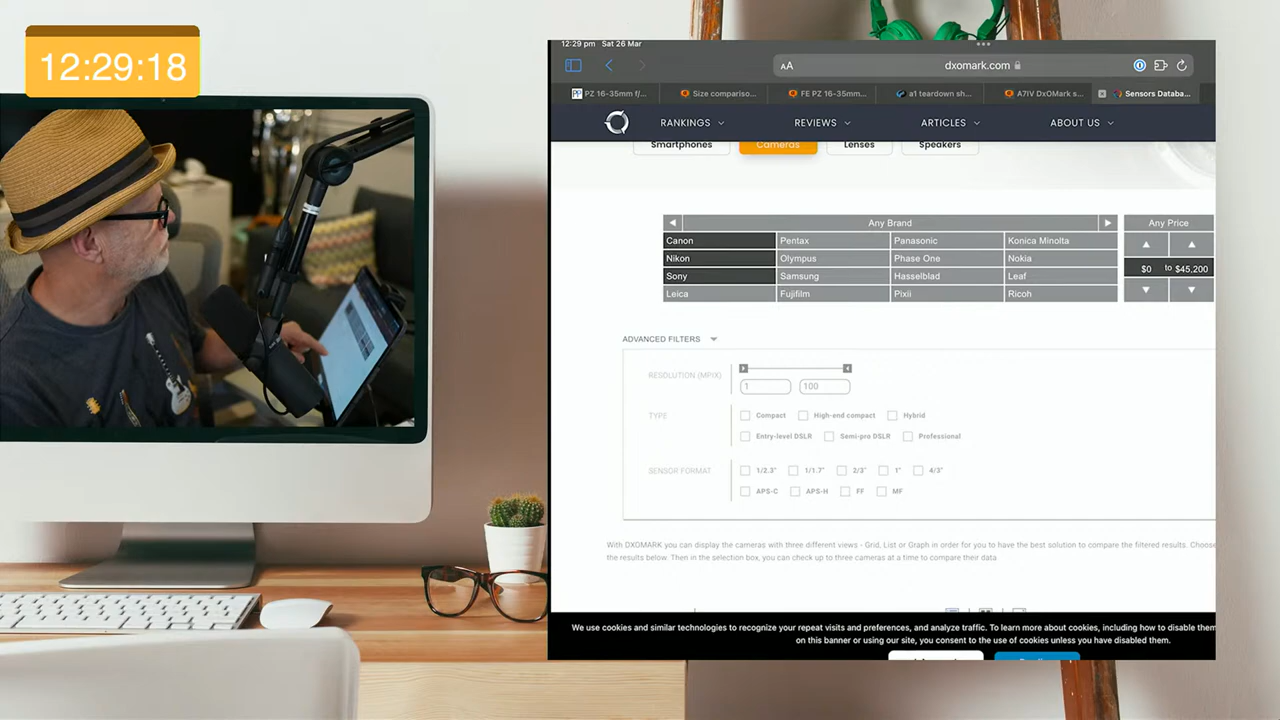 12:29:18
12:29 pm Sat 26 Mar
AA
dxomark.com
PZ 16-35mm f/...
Size compariso...
FE PZ 16-35mm...
a1 teardown sh...
A7IV DxOMark s...
Sensors Databa...
RANKINGS
REVIEWS
ARTICLES
ABOUT US
Smartphones
Cameras
Lenses
Speakers
Any Brand
Any Price
Canon Pentax Panasonic Konica Minolta
Nikon Olympus Phase One Nokia
Sony Samsung Hasselblad Leaf
Leica Fujifilm Pixii Ricoh
$0 to $45,200
ADVANCED FILTERS
RESOLUTION (MPIX)
1 100
TYPE
Compact High-end compact Hybrid
Entry-level DSLR Semi-pro DSLR Professional
SENSOR FORMAT
1/2.3" 1/1.7" 2/3" 1" 4/3"
APS-C APS-H FF MF
With DXOMARK you can display the cameras with three different views - Grid, List or Graph in order for you to have the best solution to compare the filtered results. Choose
the results below. Then in the selection box, you can check up to three cameras at a time to compare their data
We use cookies and similar technologies to recognize your repeat visits and preferences, and analyze traffic. To learn more about cookies, including how to disable them
on this banner or using our site, you consent to the use of cookies unless you have disabled them.